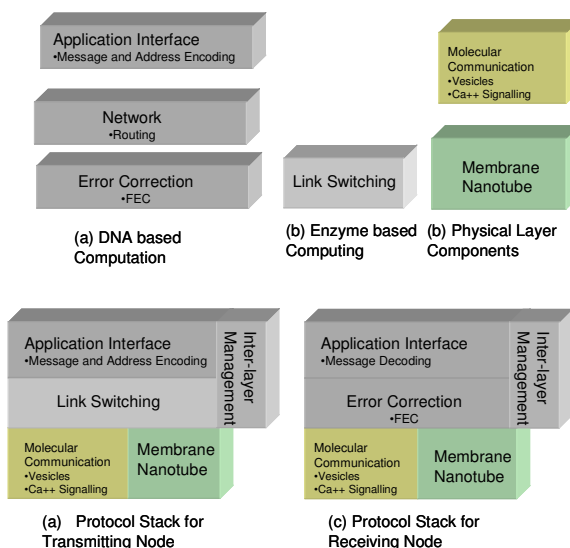 Application Interface
•Message and Address Encoding
Network
•Routing
Error Correction
•FEC
(a) DNA based
Computation
Link Switching
(b) Enzyme based
Computing
Molecular
Communication
•Vesicles
•Ca++ Signalling
Membrane
Nanotube
(b) Physical Layer
Components
Application Interface
•Message and Address Encoding
Link Switching
Inter-layer
Management
Molecular
Communication
•Vesicles
•Ca++ Signalling
Membrane
Nanotube
(a) Protocol Stack for
Transmitting Node
Application Interface
•Message Decoding
Error Correction
•FEC
Inter-layer
Management
Molecular
Communication
•Vesicles
•Ca++ Signalling
Membrane
Nanotube
(c) Protocol Stack for
Receiving Node